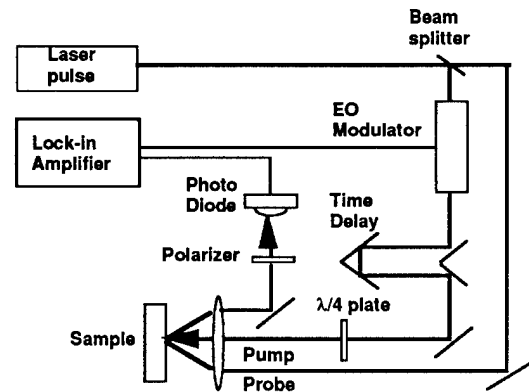 Beam
splitter
Laser
pulse
EO
Modulator
Lock-in
Amplifier
Photo
Diode
Time
Delay
Polarizer
λ/4 plate
Sample
Pump
Probe